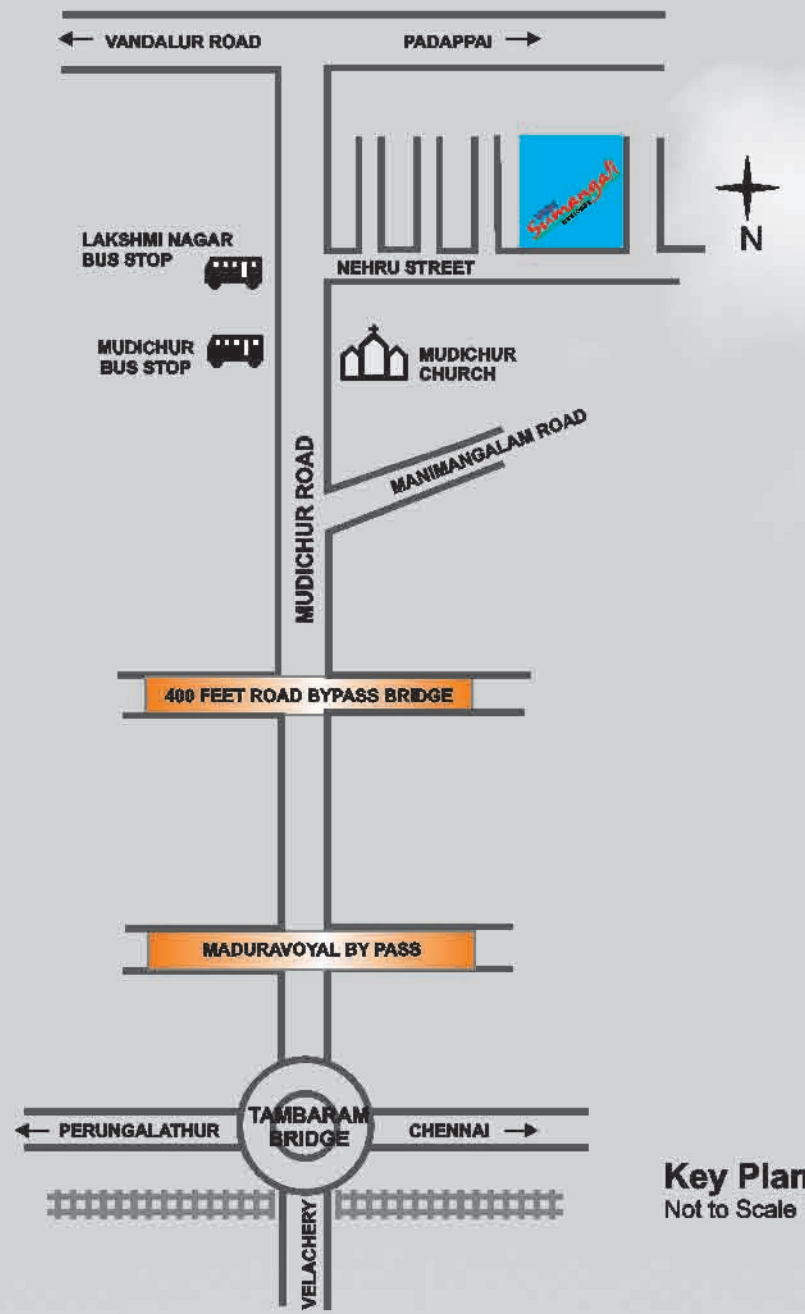 ← VANDALUR ROAD
PADAPPAI →
Sumangali
LAKSHMI NAGAR
BUS STOP
NEHRU STREET
N
MUDICHUR
BUS STOP
MUDICHUR
CHURCH
MANIMANGALAM ROAD
MUDICHUR ROAD
400 FEET ROAD BYPASS BRIDGE
MADURAVOYAL BY PASS
← PERUNGALATHUR
TAMBARAM
BRIDGE
CHENNAI →
VELACHERY
Key Plan
Not to Scale